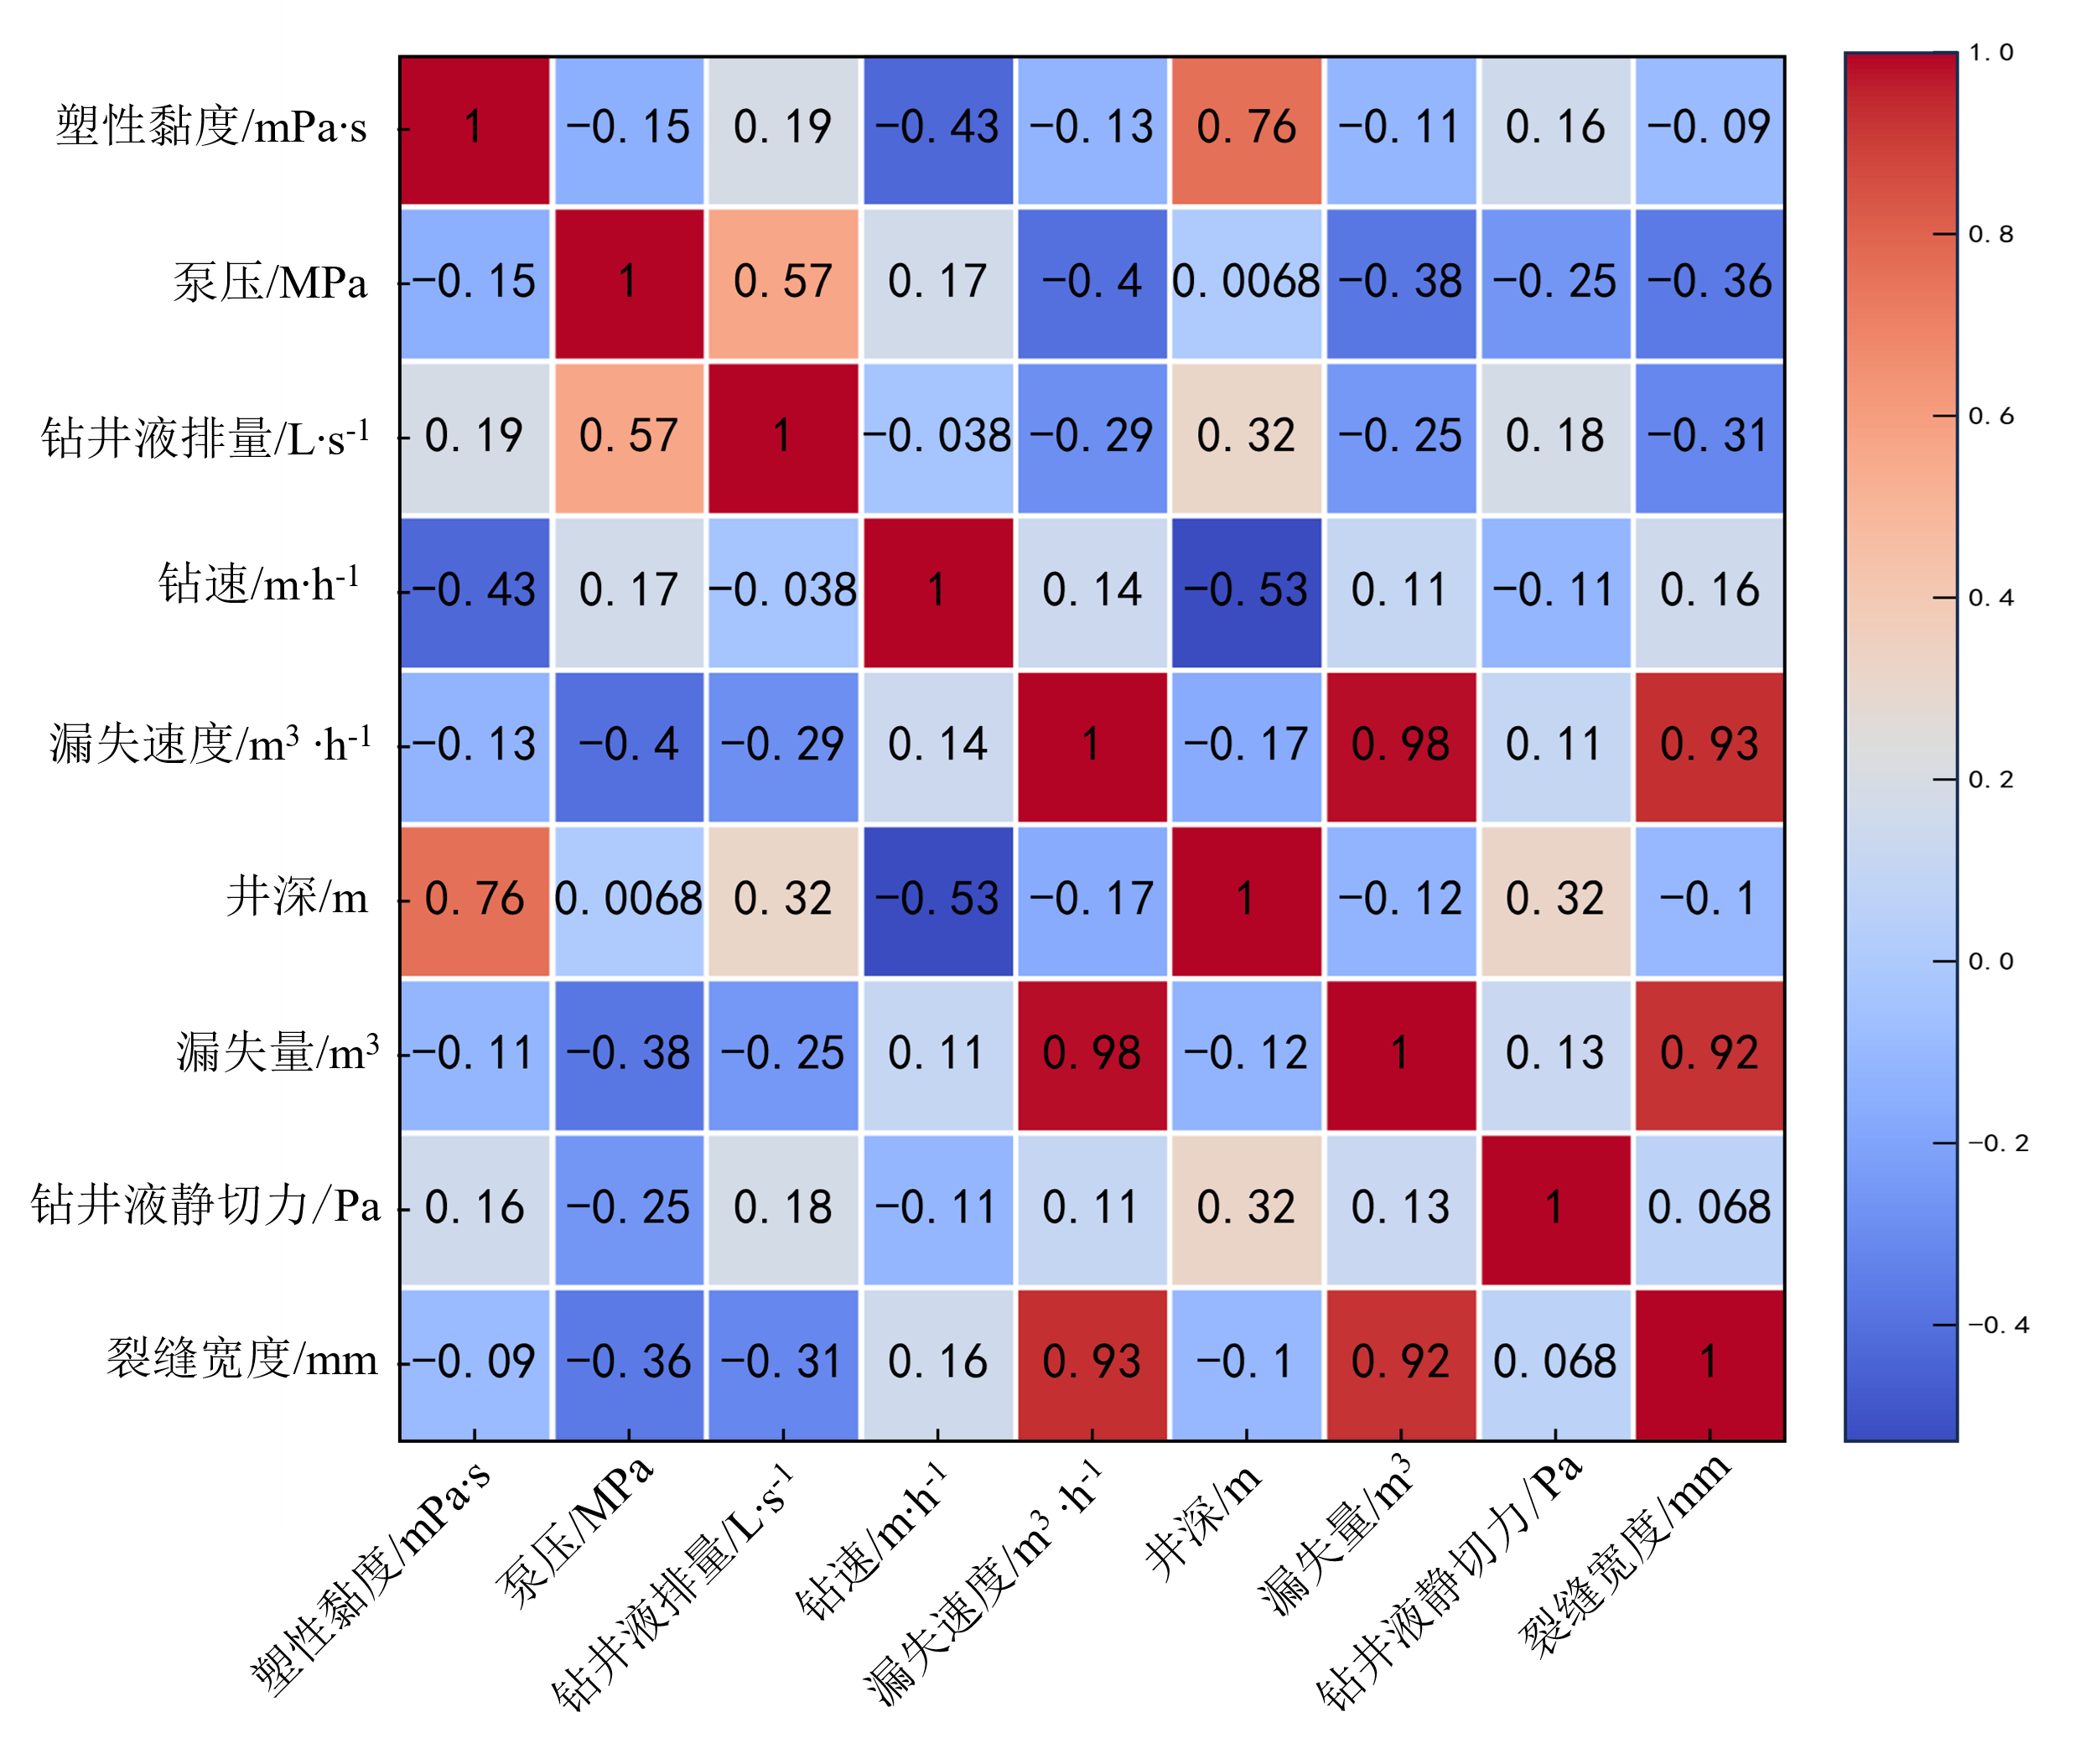 1.0
塑性黏度/mPa·s 1 −0.15 0.19 −0.43 −0.13 0.76 −0.11 0.16 −0.09
0.8
泵压/MPa −0.15 1 0.57 0.17 −0.4 0.0068 −0.38 −0.25 −0.36
0.6
钻井液排量/L·s⁻¹ 0.19 0.57 1 −0.038 −0.29 0.32 −0.25 0.18 −0.31
钻速/m·h⁻¹ −0.43 0.17 −0.038 1 0.14 −0.53 0.11 −0.11 0.16
0.4
漏失速度/m³ ·h⁻¹ −0.13 −0.4 −0.29 0.14 1 −0.17 0.98 0.11 0.93
0.2
井深/m 0.76 0.0068 0.32 −0.53 −0.17 1 −0.12 0.32 −0.1
0.0
漏失量/m³ −0.11 −0.38 −0.25 0.11 0.98 −0.12 1 0.13 0.92
−0.2
钻井液静切力/Pa 0.16 −0.25 0.18 −0.11 0.11 0.32 0.13 1 0.068
−0.4
裂缝宽度/mm −0.09 −0.36 −0.31 0.16 0.93 −0.1 0.92 0.068 1
塑性黏度/mPa·s
泵压/MPa
钻井液排量/L·s⁻¹
钻速/m·h⁻¹
漏失速度/m³ ·h⁻¹
井深/m
漏失量/m³
钻井液静切力/Pa
裂缝宽度/mm